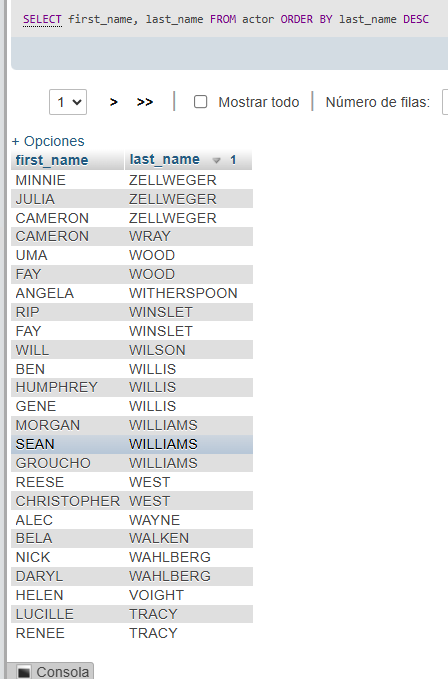 SELECT first_name, last_name FROM actor ORDER BY last_name DESC
1 > >> Mostrar todo Número de filas:
+ Opciones
first_name last_name 1
MINNIE ZELLWEGER
JULIA ZELLWEGER
CAMERON ZELLWEGER
CAMERON WRAY
UMA WOOD
FAY WOOD
ANGELA WITHERSPOON
RIP WINSLET
FAY WINSLET
WILL WILSON
BEN WILLIS
HUMPHREY WILLIS
GENE WILLIS
MORGAN WILLIAMS
SEAN WILLIAMS
GROUCHO WILLIAMS
REESE WEST
CHRISTOPHER WEST
ALEC WAYNE
BELA WALKEN
NICK WAHLBERG
DARYL WAHLBERG
HELEN VOIGHT
LUCILLE TRACY
RENEE TRACY
Consola